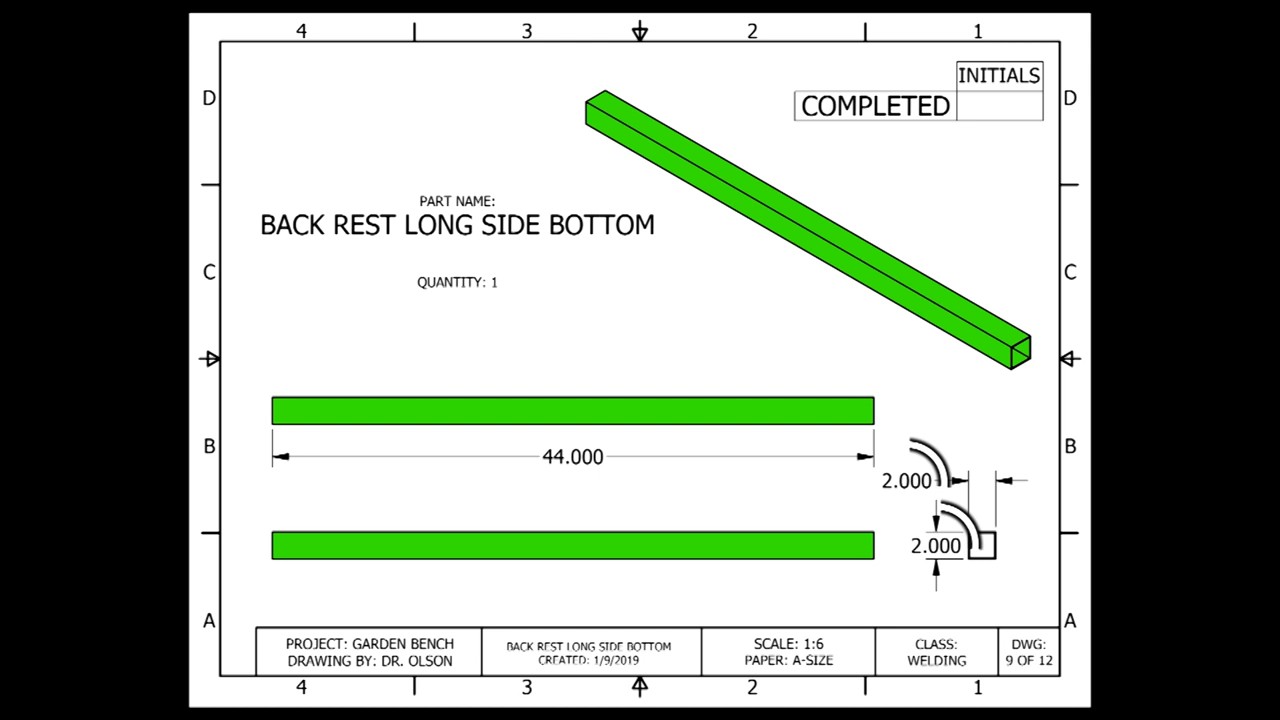 4 3 2 1
INITIALS
D D
COMPLETED
PART NAME:
BACK REST LONG SIDE BOTTOM
C C
QUANTITY: 1
B B
44.000
2.000
2.000
A A
PROJECT: GARDEN BENCH
DRAWING BY: DR. OLSON
BACK REST LONG SIDE BOTTOM
CREATED: 1/9/2019
SCALE: 1:6
PAPER: A-SIZE
CLASS:
WELDING
DWG:
9 OF 12
4 3 2 1